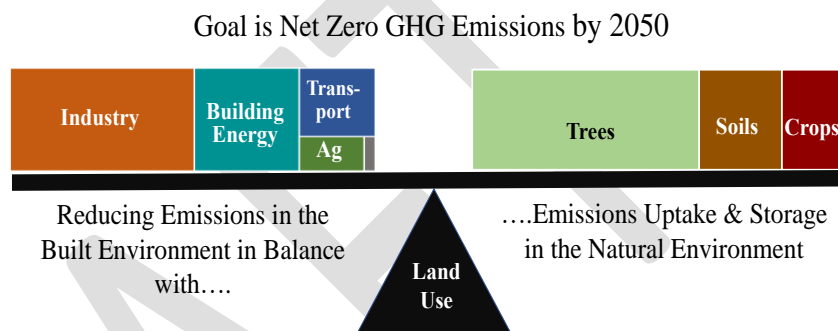 Goal is Net Zero GHG Emissions by 2050
Industry
Building
Energy
Trans-
port
Ag
Trees
Soils
Crops
Reducing Emissions in the
Built Environment in Balance
with….
….Emissions Uptake & Storage
in the Natural Environment
Land
Use